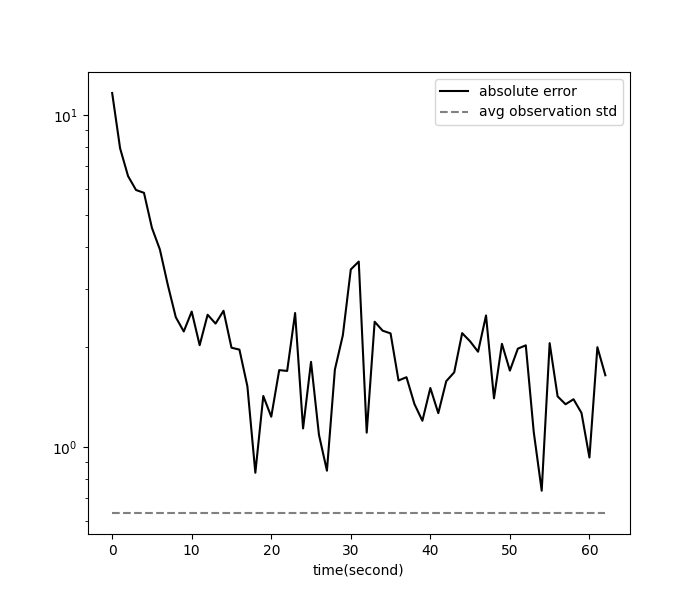 absolute error
avg observation std
10¹
10⁰
0 10 20 30 40 50 60
time(second)